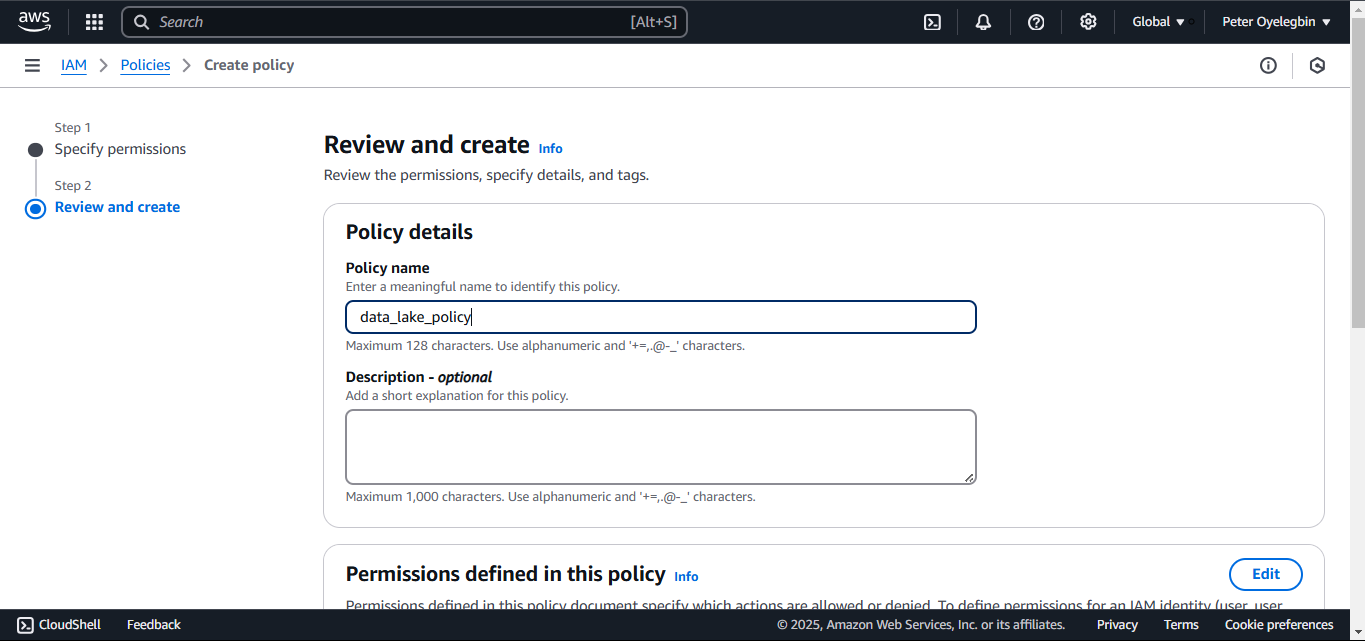 aws
Search [Alt+S]
Global
Peter Oyelegbin
IAM
Policies
Create policy
Step 1
Specify permissions
Step 2
Review and create
Review and create Info
Review the permissions, specify details, and tags.
Policy details
Policy name
Enter a meaningful name to identify this policy.
data_lake_policy
Maximum 128 characters. Use alphanumeric and '+=,.@-_' characters.
Description - optional
Add a short explanation for this policy.
Maximum 1,000 characters. Use alphanumeric and '+=,.@-_' characters.
Permissions defined in this policy Info
Edit
Permissions defined in this policy document specify which actions are allowed or denied. To define permissions for an IAM identity (user, user
CloudShell
Feedback
© 2025, Amazon Web Services, Inc. or its affiliates.
Privacy
Terms
Cookie preferences